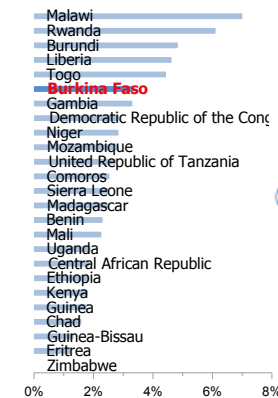 Malawi
Rwanda
Burundi
Liberia
Togo
Burkina Faso
Gambia
Democratic Republic of the Cong
Niger
Mozambique
United Republic of Tanzania
Comoros
Sierra Leone
Madagascar
Benin
Mali
Uganda
Central African Republic
Ethiopia
Kenya
Guinea
Chad
Guinea-Bissau
Eritrea
Zimbabwe
0% 2% 4% 6% 8%